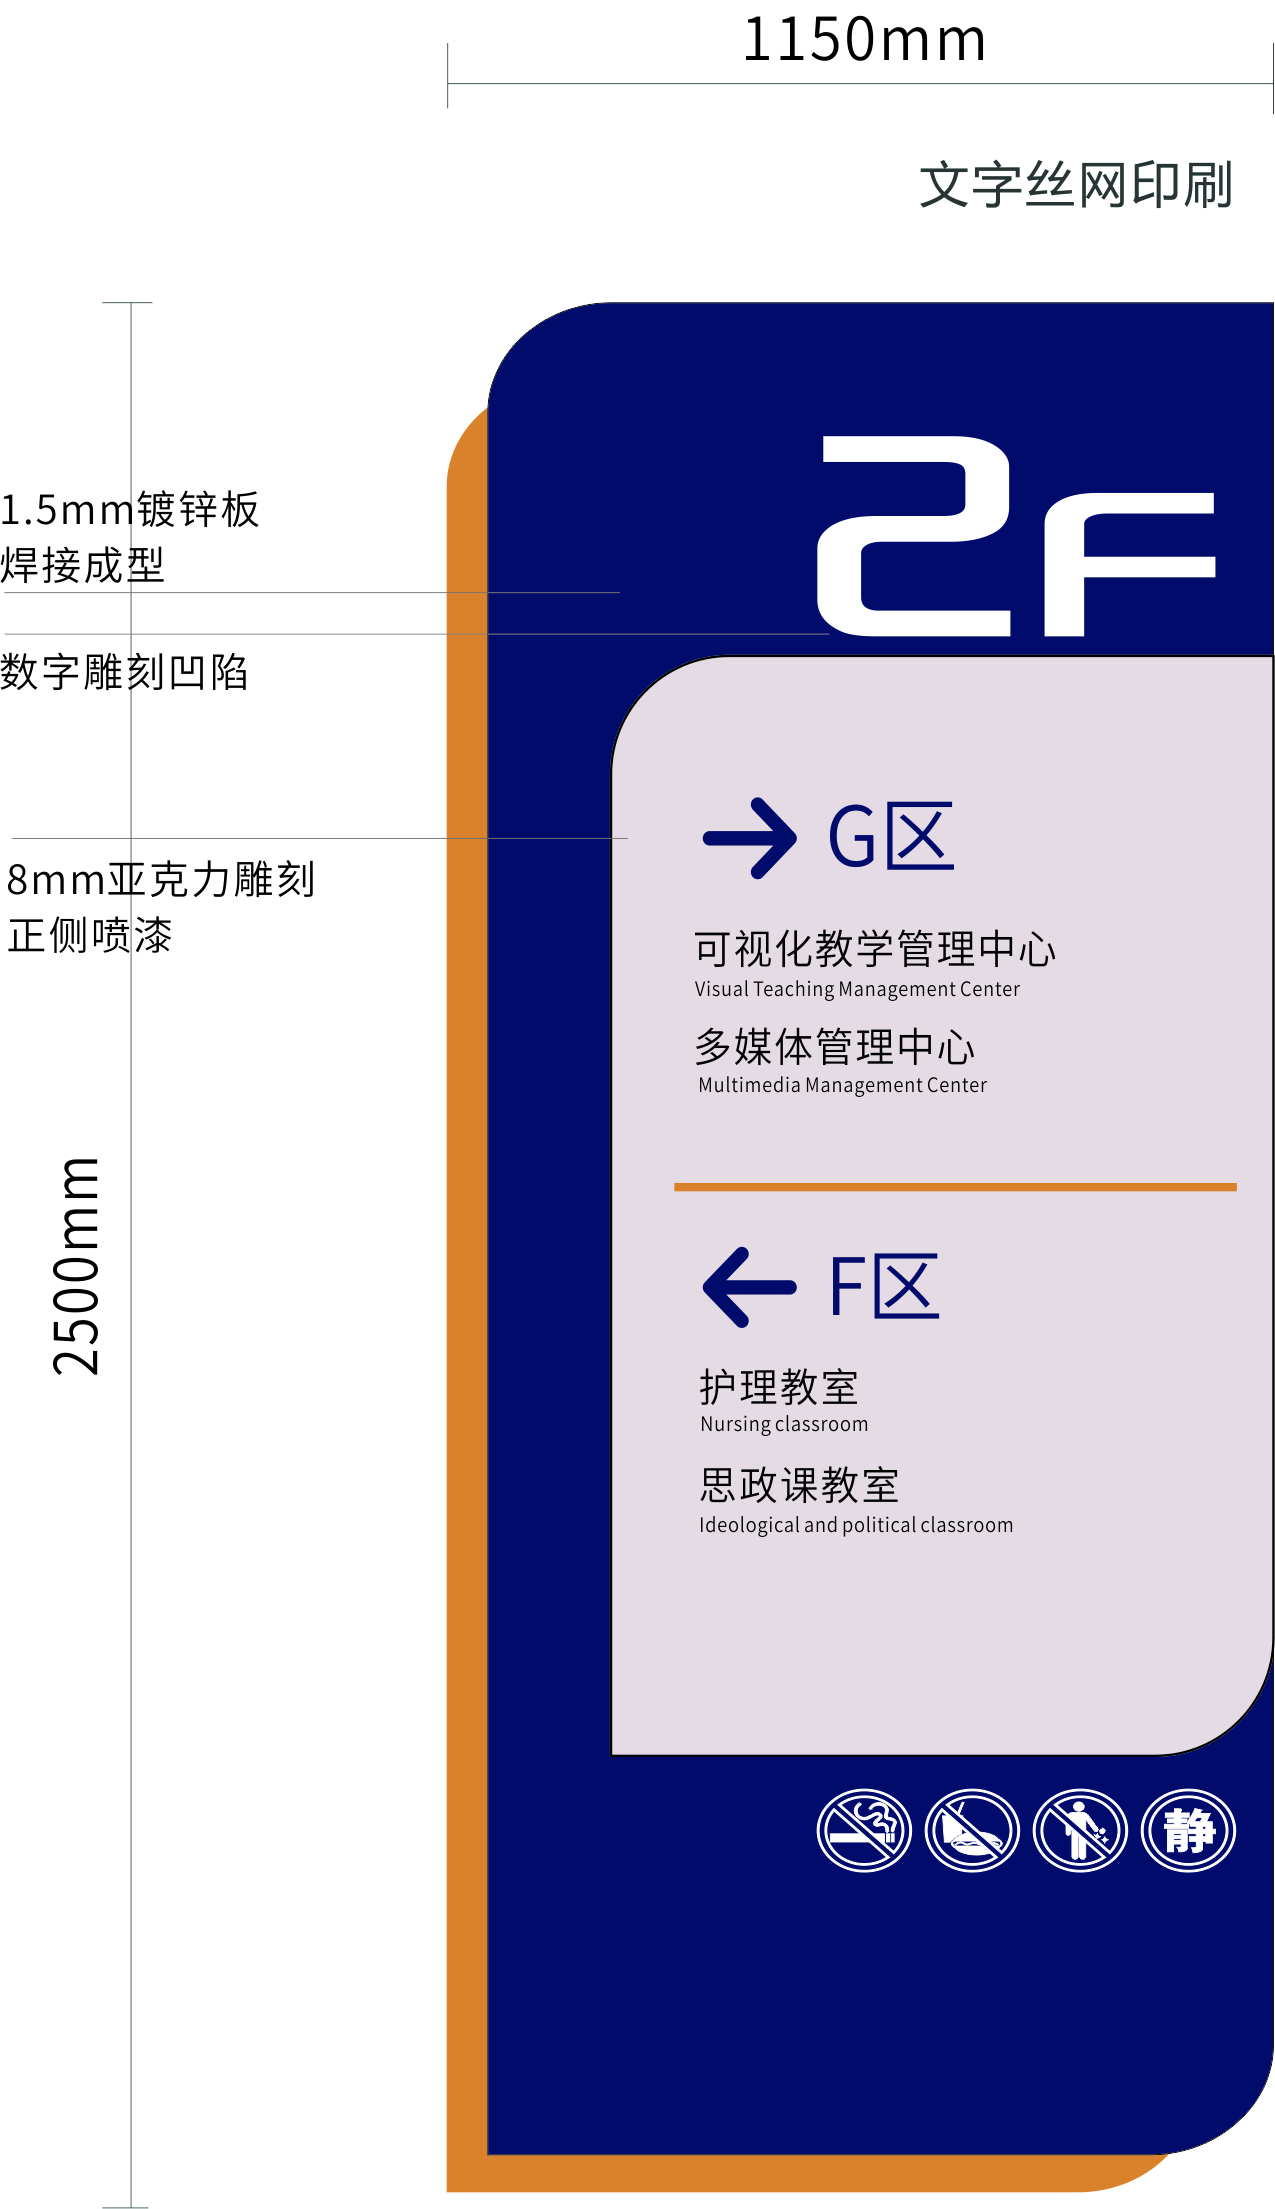 1150mm
文字丝网印刷
2F
1.5mm镀锌板
焊接成型
数字雕刻凹陷
8mm亚克力雕刻
正侧喷漆
2500mm
G区
可视化教学管理中心
Visual Teaching Management Center
多媒体管理中心
Multimedia Management Center
F区
护理教室
Nursing classroom
思政课教室
Ideological and political classroom
静